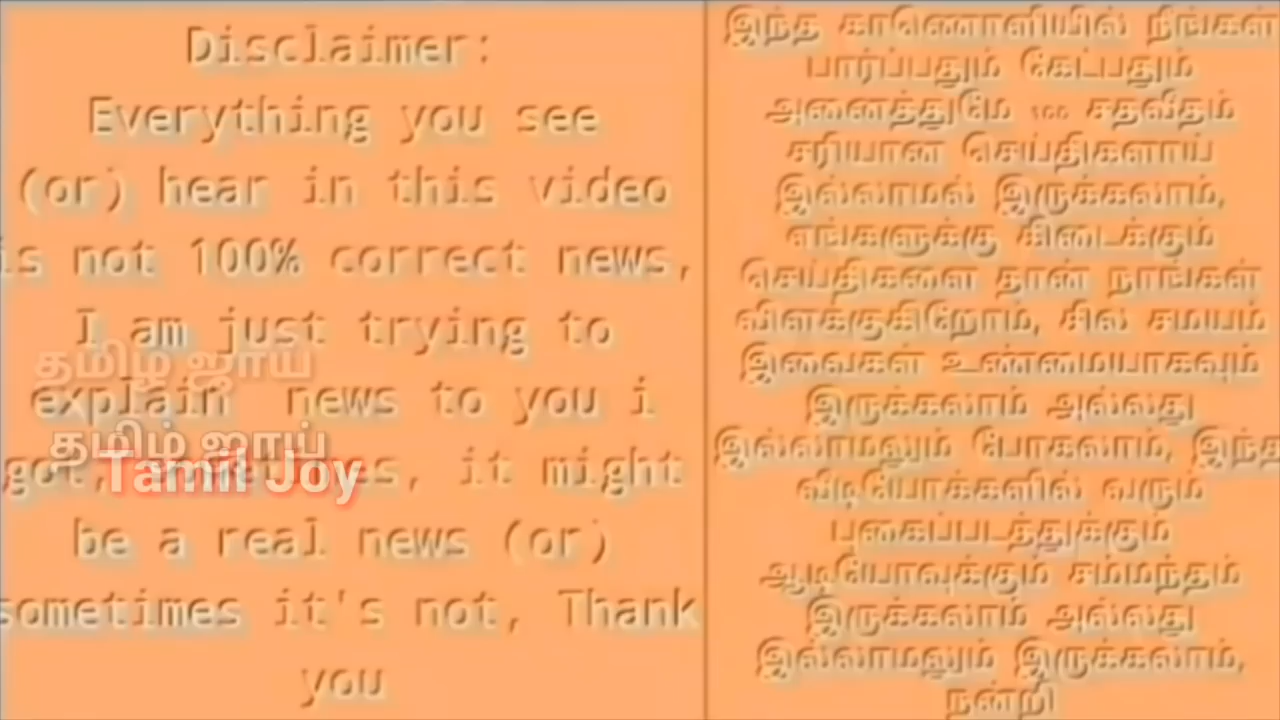 Disclaimer:
Everything you see
(or) hear in this video
is not 100% correct news,
I am just trying to
explain news to you i
got, it might
be a real news (or)
sometimes it's not, Thank
you
தமிழ் ஜாய்
தமிழ் ஜாய்
Tamil Joy
இந்த காணொளியில் நீங்கள்
பார்ப்பதும் கேட்பதும்
அனைத்துமே 100 சதவீதம்
சரியான செய்திகளாய்
இல்லாமல் இருக்கலாம்,
எங்களுக்கு கிடைக்கும்
செய்திகளை தான் நாங்கள்
விளக்குகிறோம், சில சமயம்
இவைகள் உண்மையாகவும்
இருக்கலாம் அல்லது
இல்லாமலும் போகலாம், இந்த
வீடியோக்களில் வரும்
புகைப்படத்துக்கும்
ஆடியோவுக்கும் சம்மந்தம்
இருக்கலாம் அல்லது
இல்லாமலும் இருக்கலாம்,
நன்றி